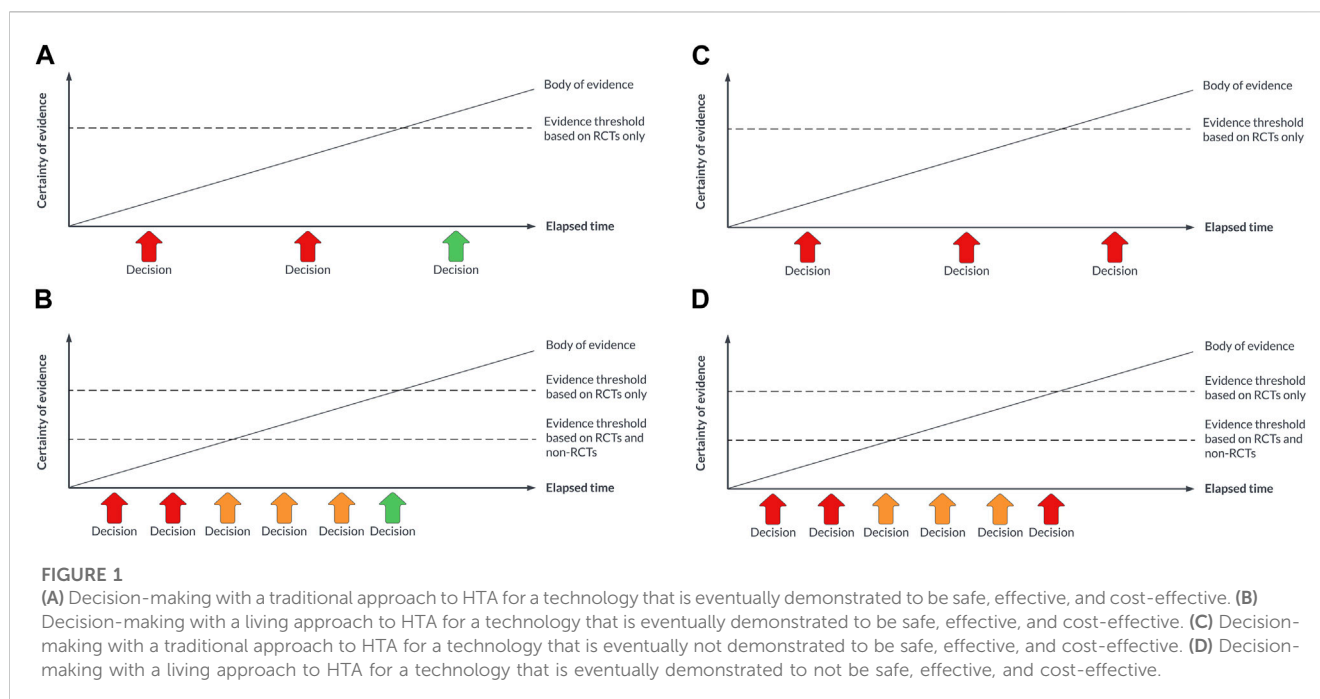 A
Certainty of evidence
Body of evidence
Evidence threshold
based on RCTs only
Elapsed time
Decision
Decision
Decision
C
Certainty of evidence
Body of evidence
Evidence threshold
based on RCTs only
Elapsed time
Decision
Decision
Decision
B
Certainty of evidence
Body of evidence
Evidence threshold
based on RCTs only
Evidence threshold
based on RCTs and
non-RCTs
Elapsed time
Decision
Decision
Decision
Decision
Decision
Decision
D
Certainty of evidence
Body of evidence
Evidence threshold
based on RCTs only
Evidence threshold
based on RCTs and
non-RCTs
Elapsed time
Decision
Decision
Decision
Decision
Decision
Decision
FIGURE 1
(A) Decision-making with a traditional approach to HTA for a technology that is eventually demonstrated to be safe, effective, and cost-effective. (B)
Decision-making with a living approach to HTA for a technology that is eventually demonstrated to be safe, effective, and cost-effective. (C) Decision-
making with a traditional approach to HTA for a technology that is eventually not demonstrated to be safe, effective, and cost-effective. (D) Decision-
making with a living approach to HTA for a technology that is eventually demonstrated to not be safe, effective, and cost-effective.